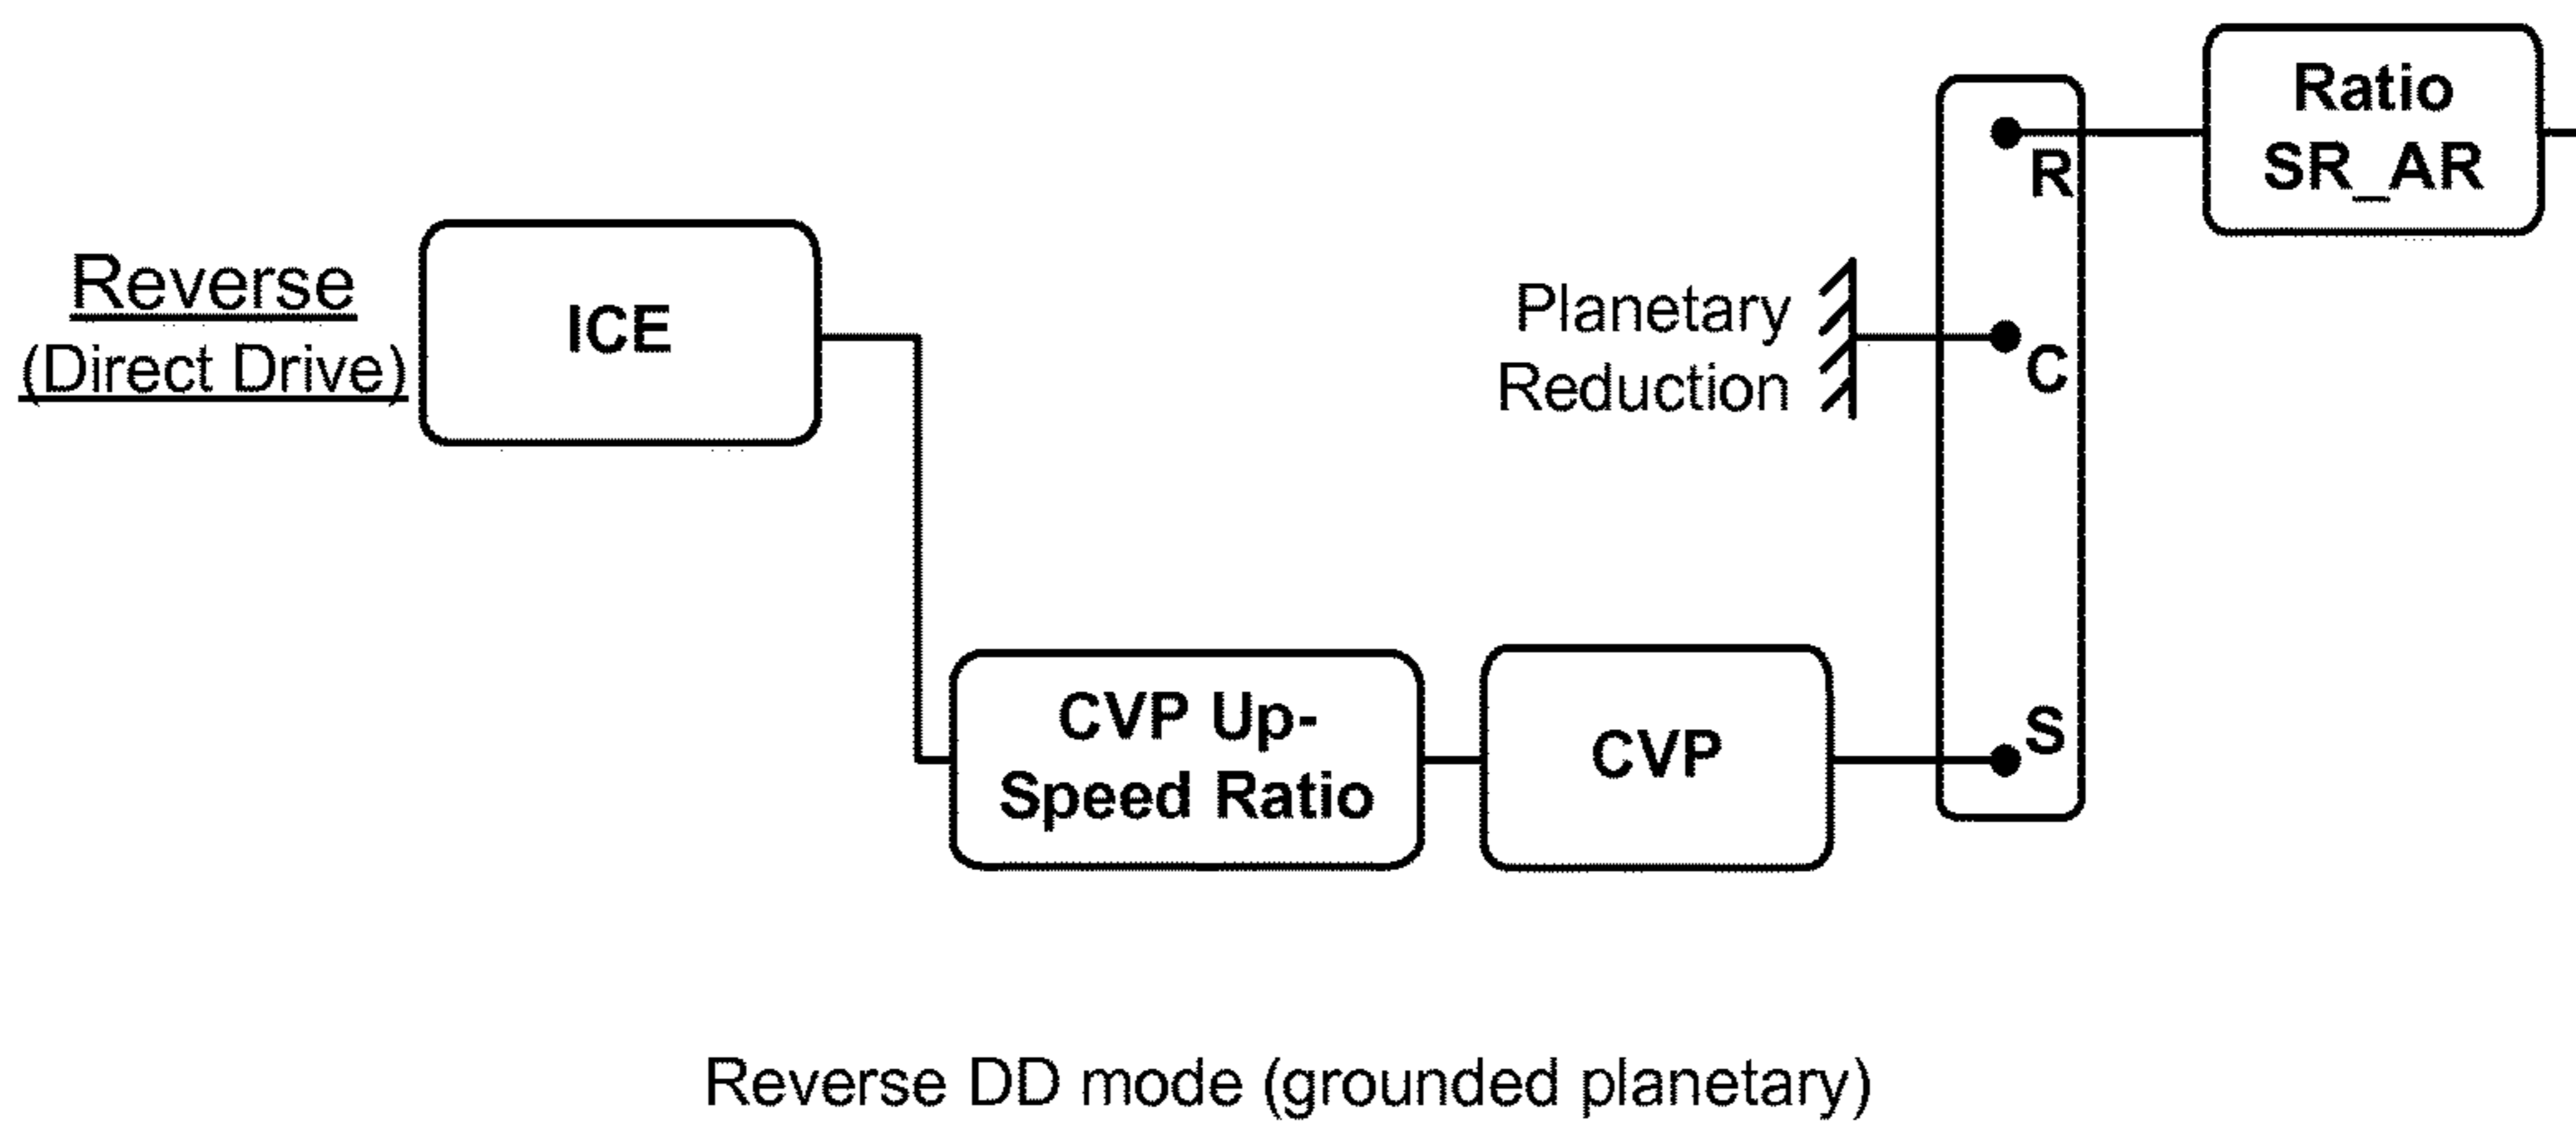 Reverse
(Direct Drive)
ICE
CVP Up-
Speed Ratio
CVP
Planetary
Reduction
R
C
S
Ratio
SR_AR
Reverse DD mode (grounded planetary)